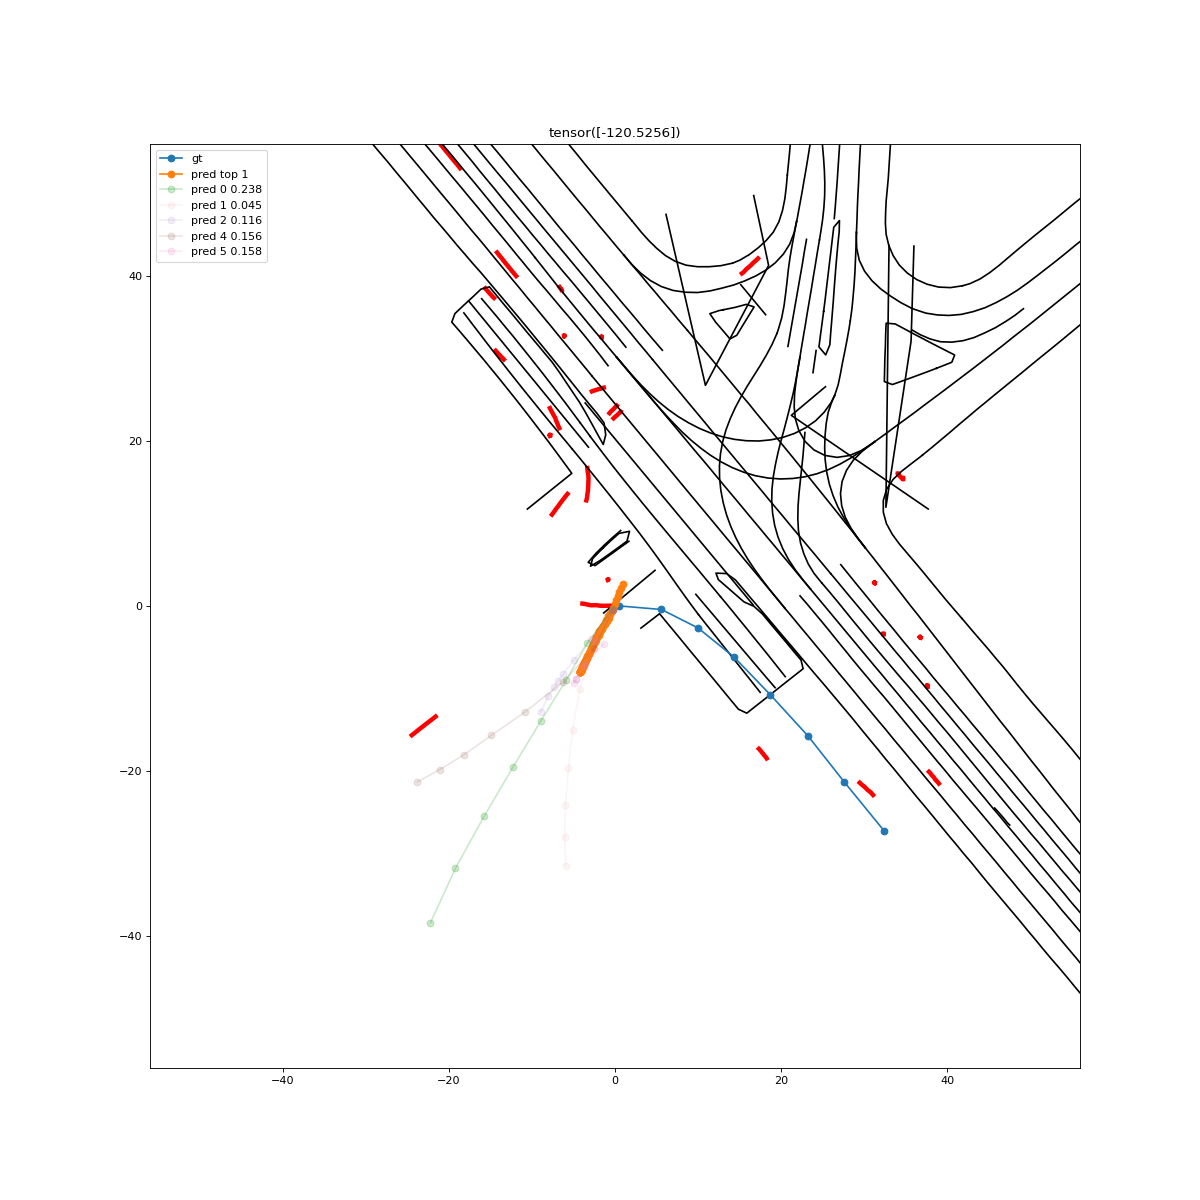 tensor([-120.5256])
gt
pred top 1
pred 0 0.238
pred 1 0.045
pred 2 0.116
pred 4 0.156
pred 5 0.158
40
20
0
−20
−40
−40
−20
0
20
40